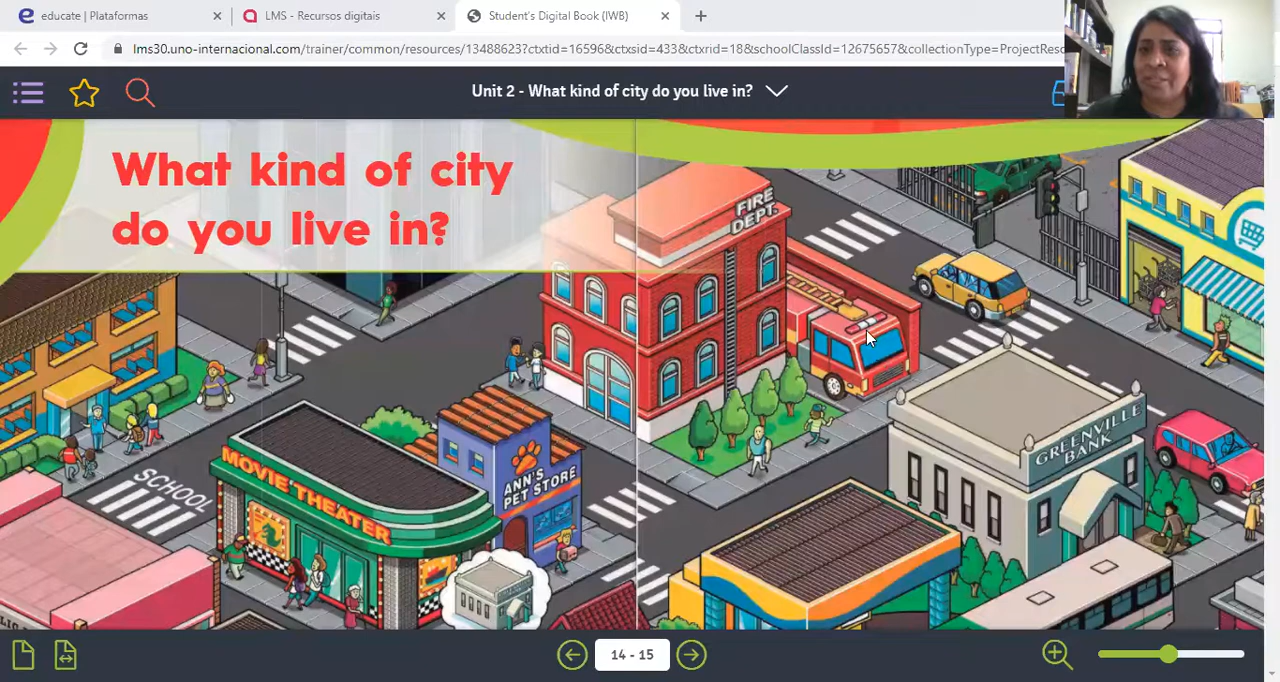 educate | Plataformas
LMS - Recursos digitais
Student's Digital Book (IWB)
lms30.uno-internacional.com/trainer/common/resources/13488623?ctxtid=16596&ctxsid=433&ctxrid=18&schoolClassId=12675657&collectionType=ProjectReso
Unit 2 - What kind of city do you live in?
What kind of city
do you live in?
FIRE
DEPT.
GREENVILLE
BANK
MOVIE THEATER
ANN'S
PET STORE
SCHOOL
14 - 15